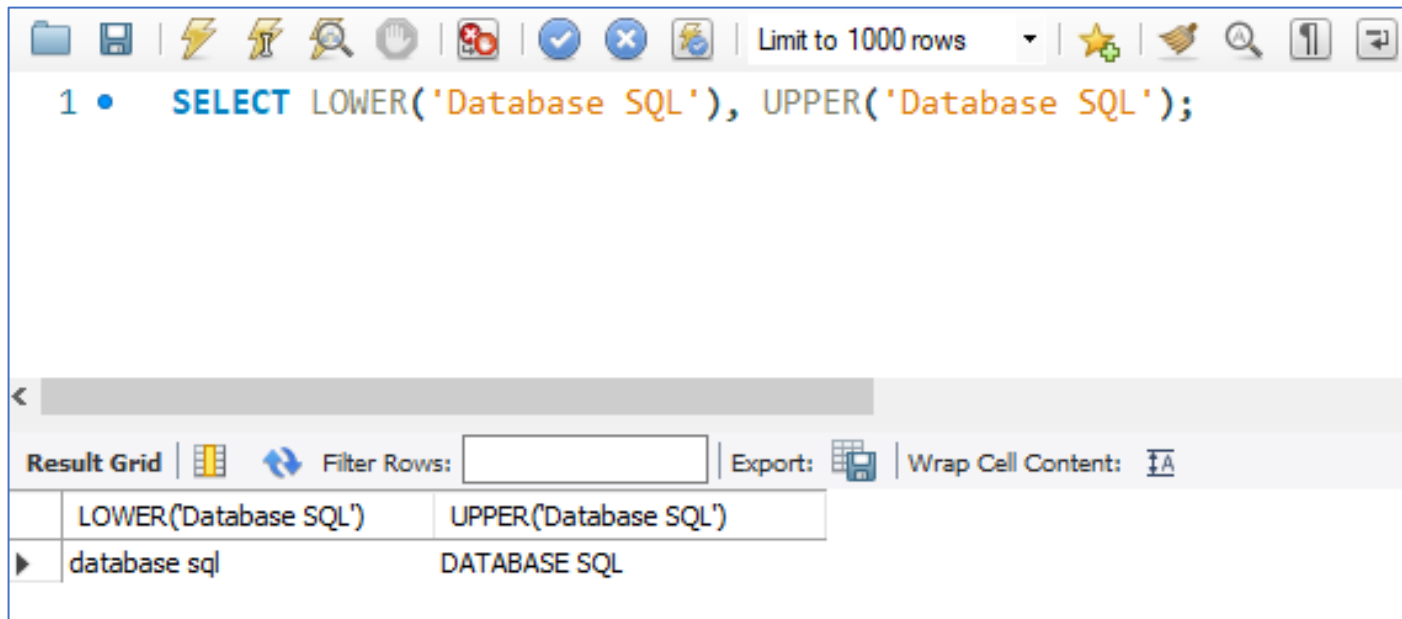 Limit to 1000 rows
1 SELECT LOWER('Database SQL'), UPPER('Database SQL');
Result Grid Filter Rows: Export: Wrap Cell Content: IA
LOWER('Database SQL') UPPER('Database SQL')
database sql DATABASE SQL